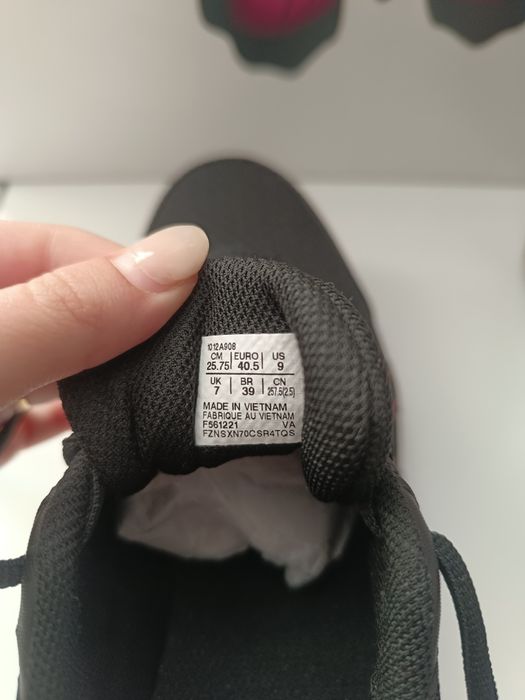 1012A908
CM EURO US
25.75 40.5 9
UK BR CN
7 39 257.5(2.5)
MADE IN VIETNAM
FABRIQUE AU VIETNAM
F561221 VA
FZNSXN70CSR4TQS